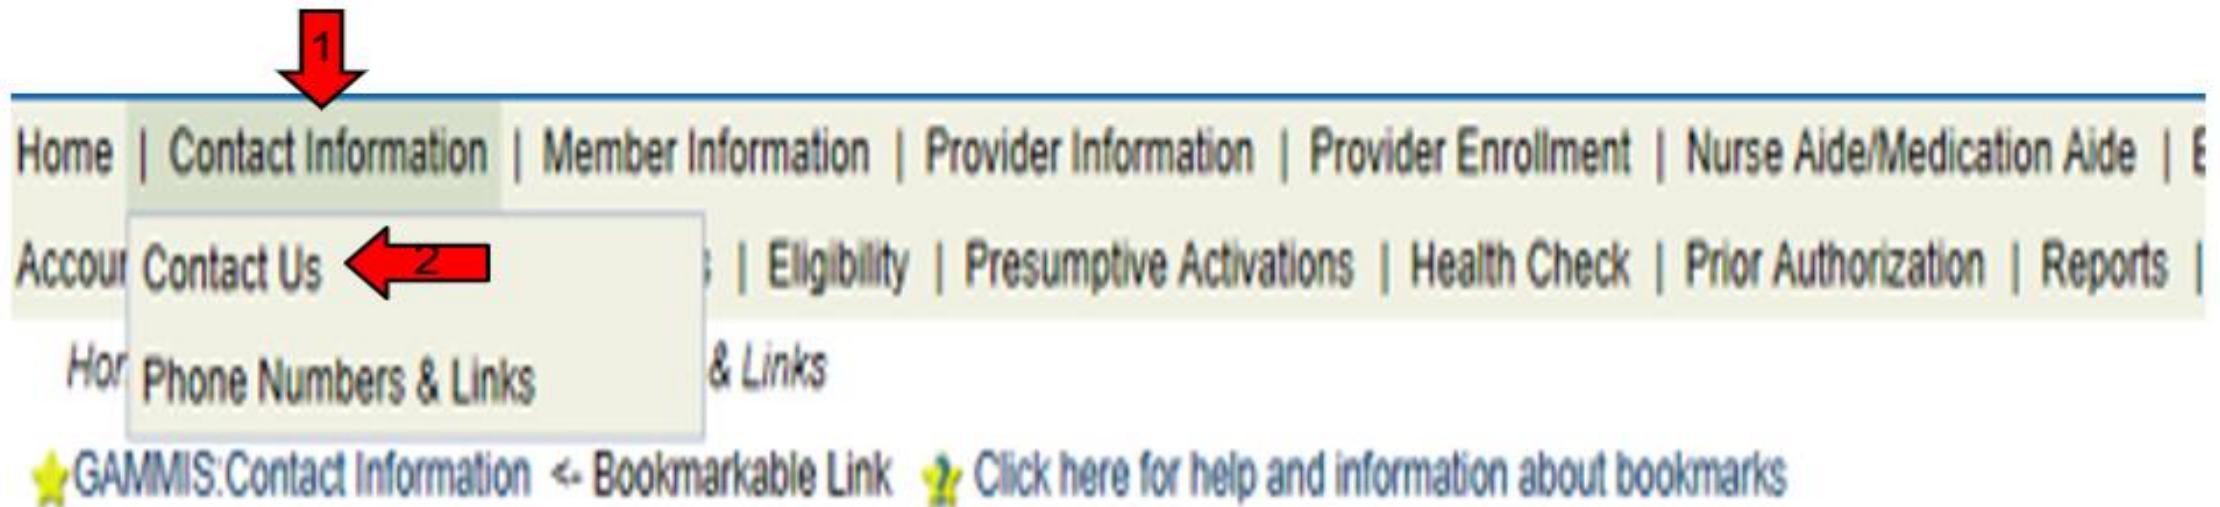 1
Home | Contact Information | Member Information | Provider Information | Provider Enrollment | Nurse Aide/Medication Aide |
Contact Us 2 | Eligibility | Presumptive Activations | Health Check | Prior Authorization | Reports |
Phone Numbers & Links & Links
GAMMIS:Contact Information <- Bookmarkable Link ? Click here for help and information about bookmarks